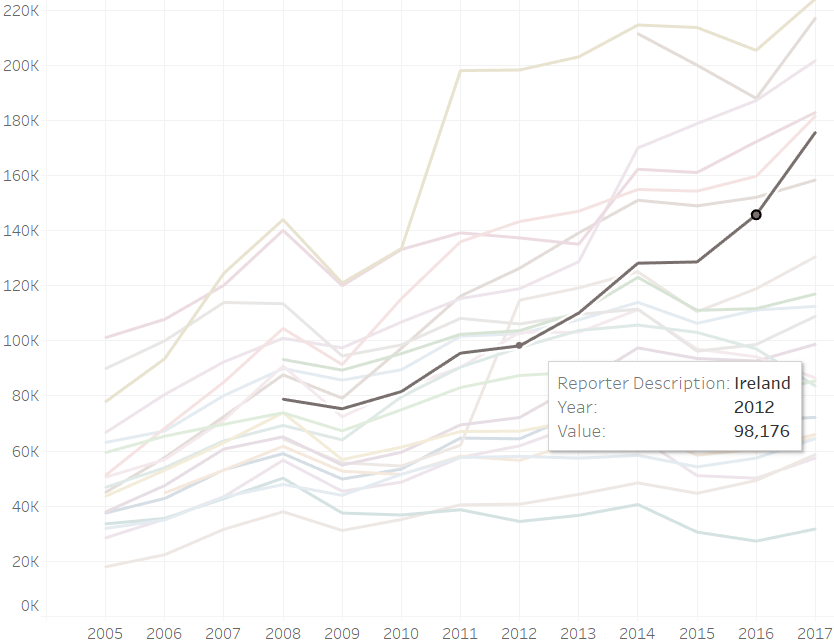 220K
200K
180K
160K
140K
120K
100K
80K
Reporter Description: Ireland
Year: 2012
Value: 98,176
60K
40K
20K
0K
2005 2006 2007 2008 2009 2010 2011 2012 2013 2014 2015 2016 2017